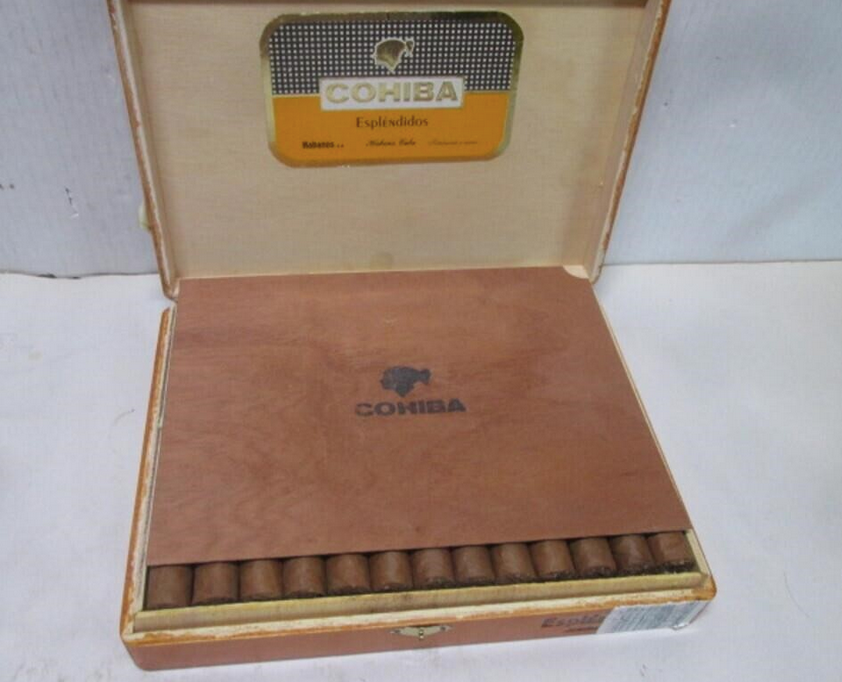 COHIBA
Espléndidos
Habanos s.a.
Habana, Cuba
COHIBA